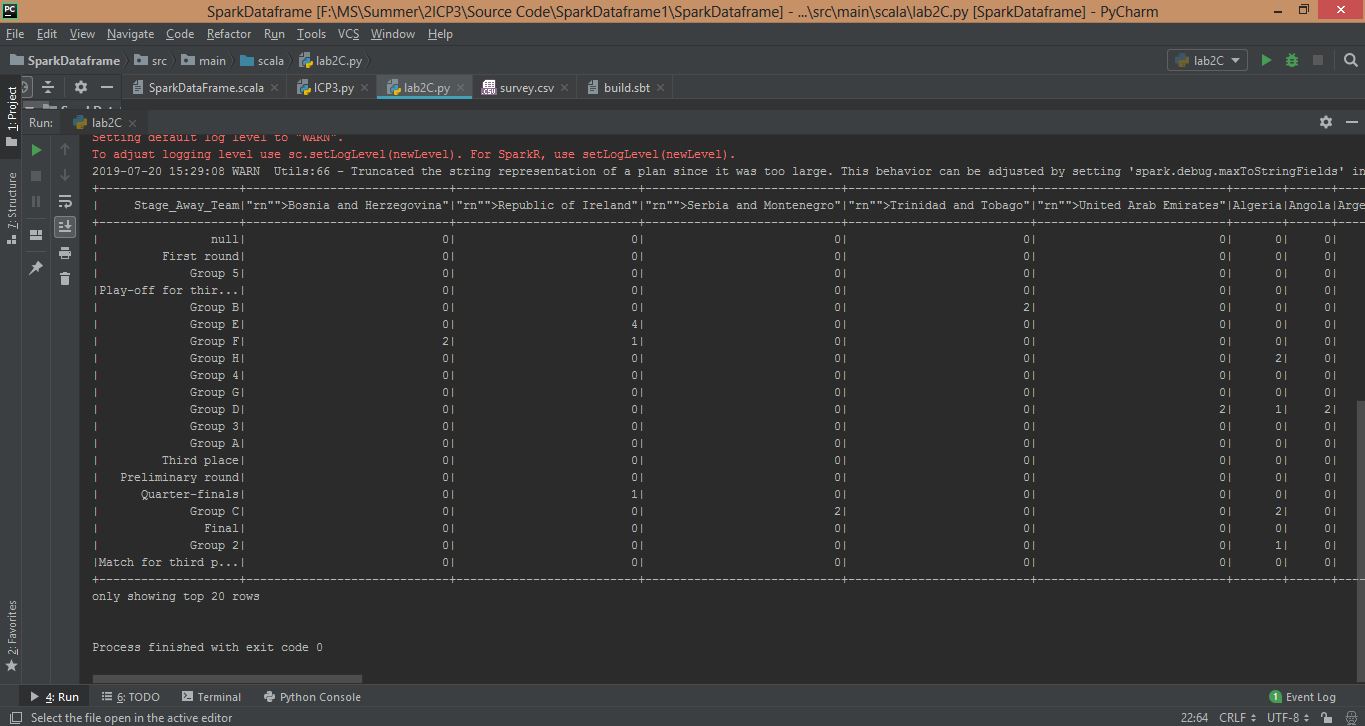 PC SparkDataframe [F:\MS\Summer\2ICP3\Source Code\SparkDataframe1\SparkDataframe] - ...\src\main\scala\lab2C.py [SparkDataframe] - PyCharm
File Edit View Navigate Code Refactor Run Tools VCS Window Help
SparkDataframe src main scala lab2C.py lab2C
SparkDataFrame.scala ICP3.py lab2C.py survey.csv build.sbt
1: Project
7: Structure
2: Favorites
Run: lab2C
Setting default log level to "WARN".
To adjust logging level use sc.setLogLevel(newLevel). For SparkR, use setLogLevel(newLevel).
2019-07-20 15:29:08 WARN  Utils:66 - Truncated the string representation of a plan since it was too large. This behavior can be adjusted by setting 'spark.debug.maxToStringFields' in
+--------------------+-----------------------------+--------------------------+---------------------------+--------------------------+---------------------------+-------+------+----
| Stage_Away_Team|"rn"">Bosnia and Herzegovina"|"rn"">Republic of Ireland"|"rn"">Serbia and Montenegro"|"rn"">Trinidad and Tobago"|"rn"">United Arab Emirates"|Algeria|Angola|Arge
+--------------------+-----------------------------+--------------------------+---------------------------+--------------------------+---------------------------+-------+------+----
| null| 0| 0| 0| 0| 0| 0| 0|
| First round| 0| 0| 0| 0| 0| 0| 0|
| Group 5| 0| 0| 0| 0| 0| 0| 0|
|Play-off for thir...| 0| 0| 0| 0| 0| 0| 0|
| Group B| 0| 0| 0| 2| 0| 0| 0|
| Group E| 0| 4| 0| 0| 0| 0| 0|
| Group F| 2| 1| 0| 0| 0| 0| 0|
| Group H| 0| 0| 0| 0| 0| 2| 0|
| Group 4| 0| 0| 0| 0| 0| 0| 0|
| Group G| 0| 0| 0| 0| 0| 0| 0|
| Group D| 0| 0| 0| 0| 2| 1| 2|
| Group 3| 0| 0| 0| 0| 0| 0| 0|
| Group A| 0| 0| 0| 0| 0| 0| 0|
| Third place| 0| 0| 0| 0| 0| 0| 0|
| Preliminary round| 0| 0| 0| 0| 0| 0| 0|
| Quarter-finals| 0| 1| 0| 0| 0| 0| 0|
| Group C| 0| 0| 2| 0| 0| 2| 0|
| Final| 0| 0| 0| 0| 0| 0| 0|
| Group 2| 0| 0| 0| 0| 0| 1| 0|
|Match for third p...| 0| 0| 0| 0| 0| 0| 0|
+--------------------+-----------------------------+--------------------------+---------------------------+--------------------------+---------------------------+-------+------+----
only showing top 20 rows
Process finished with exit code 0
4: Run 6: TODO Terminal Python Console 1 Event Log
Select the file open in the active editor 22:64 CRLF UTF-8